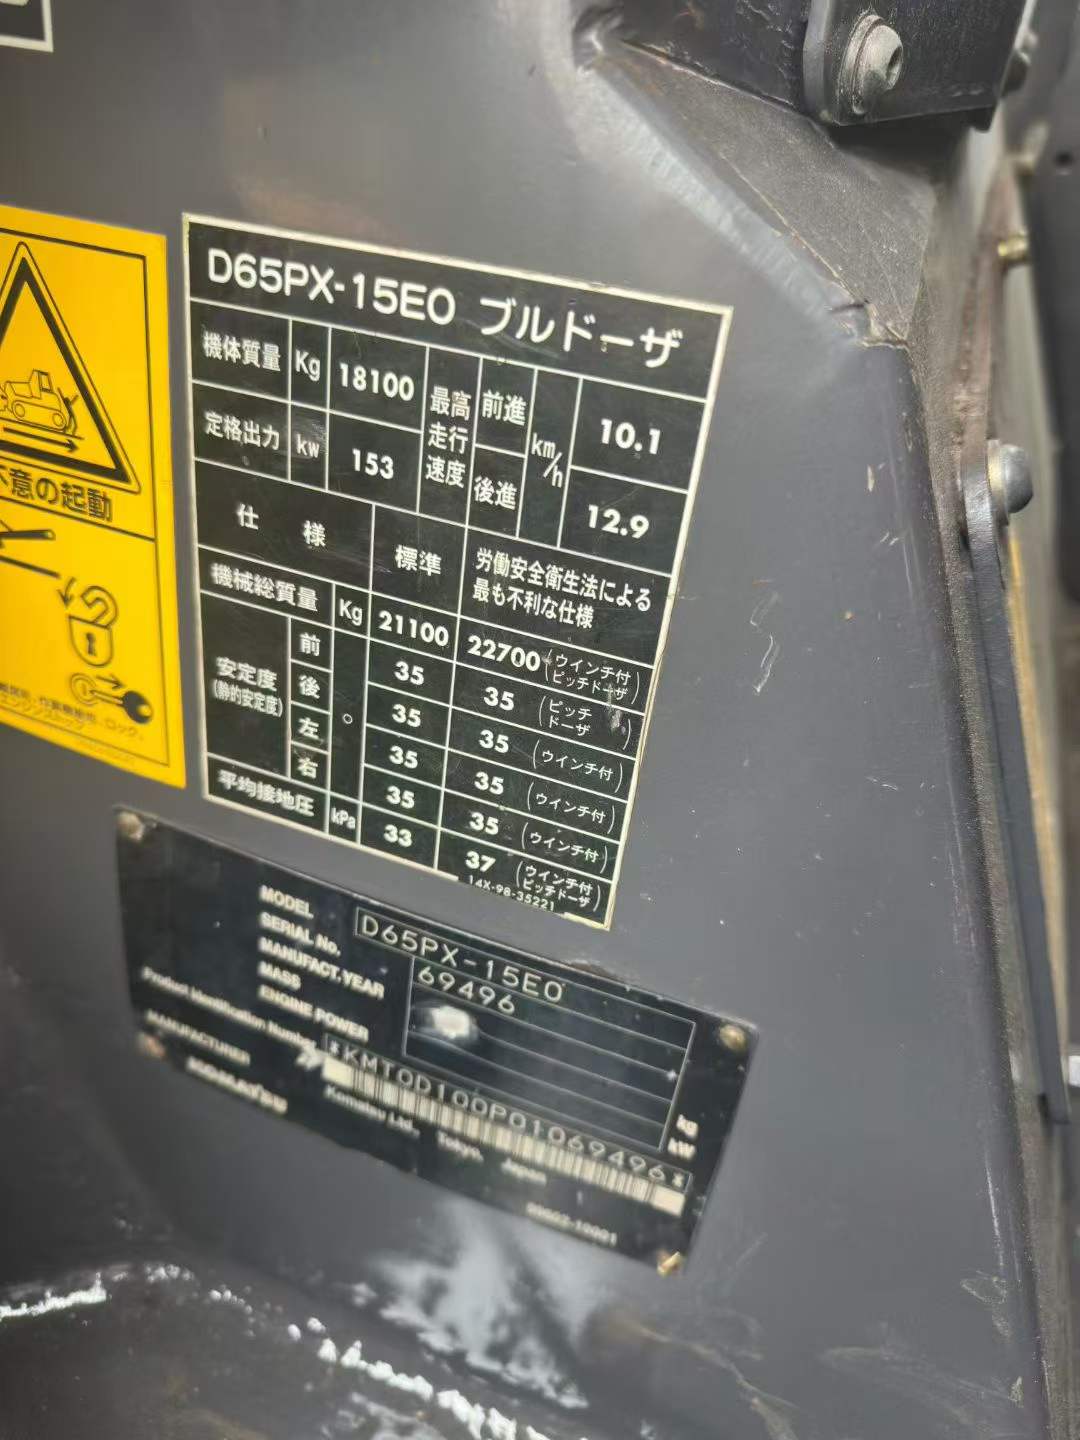 D65PX-15E0 ブルドーザ
機体質量 Kg 18100
定格出力 kw 153
最高走行速度 前進 km/h 10.1
後進 12.9
仕様 標準 労働安全衛生法による最も不利な仕様
機械総質量 Kg 21100 22700 (ウインチ付ピッチドーザ)
安定度 (静的安定度) 前 ° 35 35 (ピッチドーザ)
後 35 35 (ウインチ付)
左 35 35 (ウインチ付)
右 35 35 (ウインチ付)
平均接地圧 kPa 33 37 (ウインチ付ピッチドーザ)
14X-98-35221
意の起動
MODEL D65PX-15E0
SERIAL No. 69496
MANUFACT. YEAR
MASS kg
ENGINE POWER kW
Product Identification Number *KMT0D100P01069496*
MANUFACTURER Komatsu Ltd. Tokyo, Japan
KOMATSU